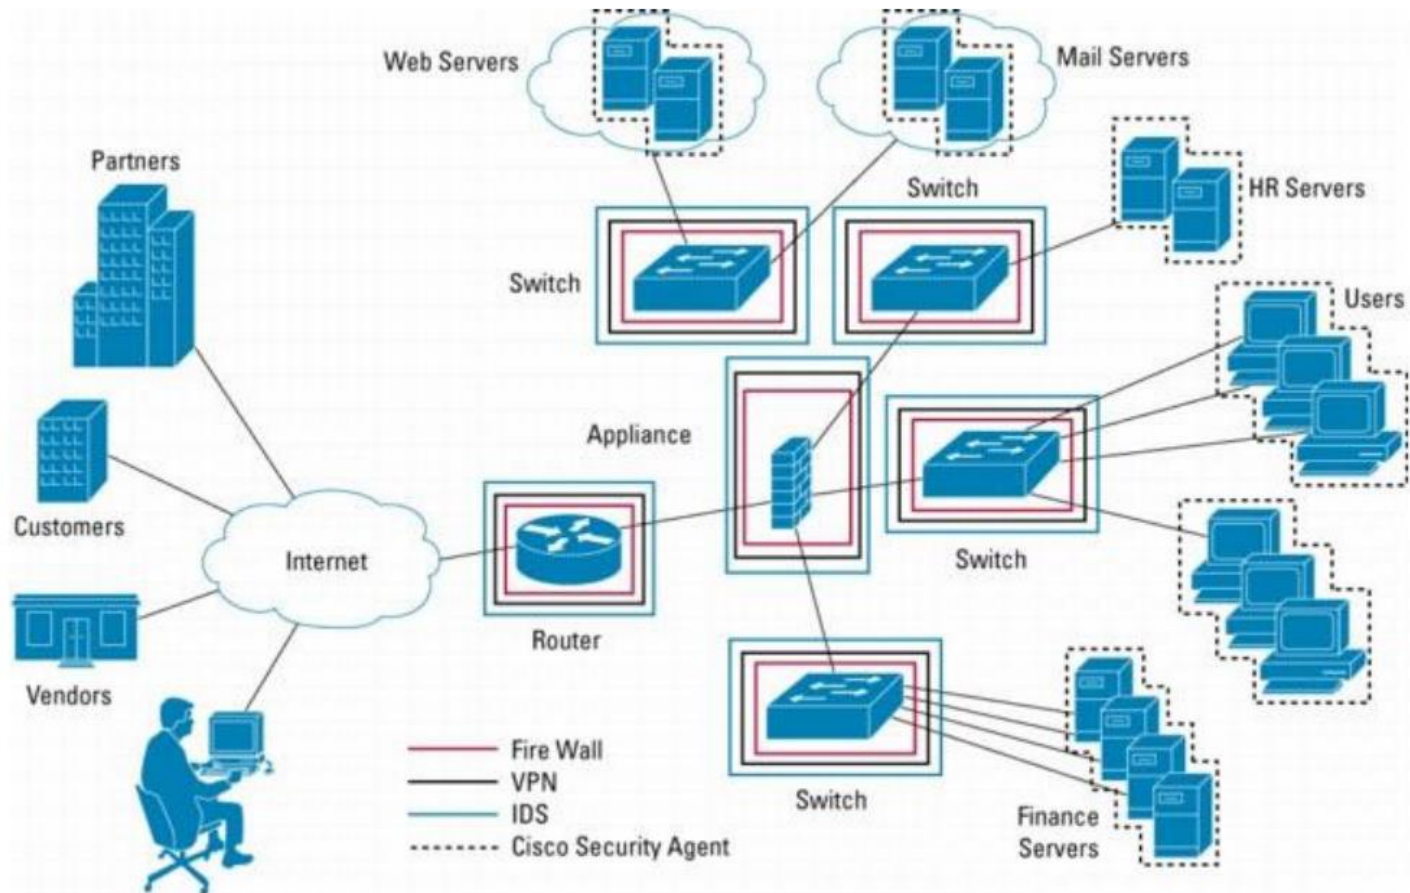 Web Servers
Mail Servers
Partners
Switch
HR Servers
Switch
Users
Appliance
Customers
Internet
Switch
Router
Vendors
Fire Wall
VPN
IDS
Cisco Security Agent
Switch
Finance
Servers